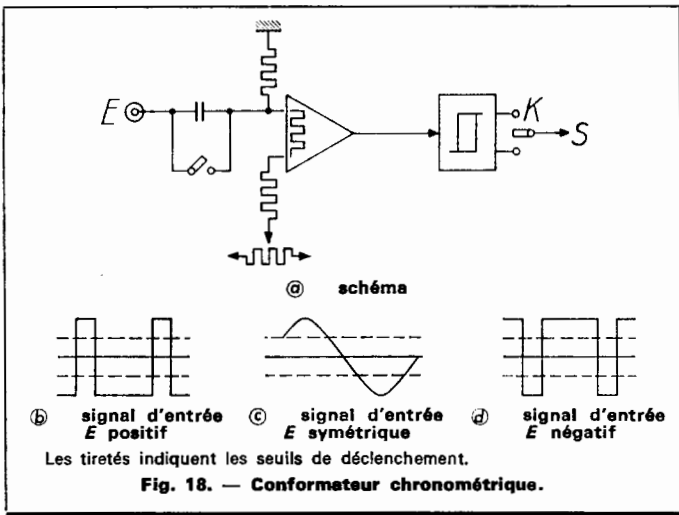 E
K
S
ⓐ schéma
ⓑ signal d'entrée
E positif
ⓒ signal d'entrée
E symétrique
ⓓ signal d'entrée
E négatif
Les tiretés indiquent les seuils de déclenchement.
Fig. 18. — Conformateur chronométrique.